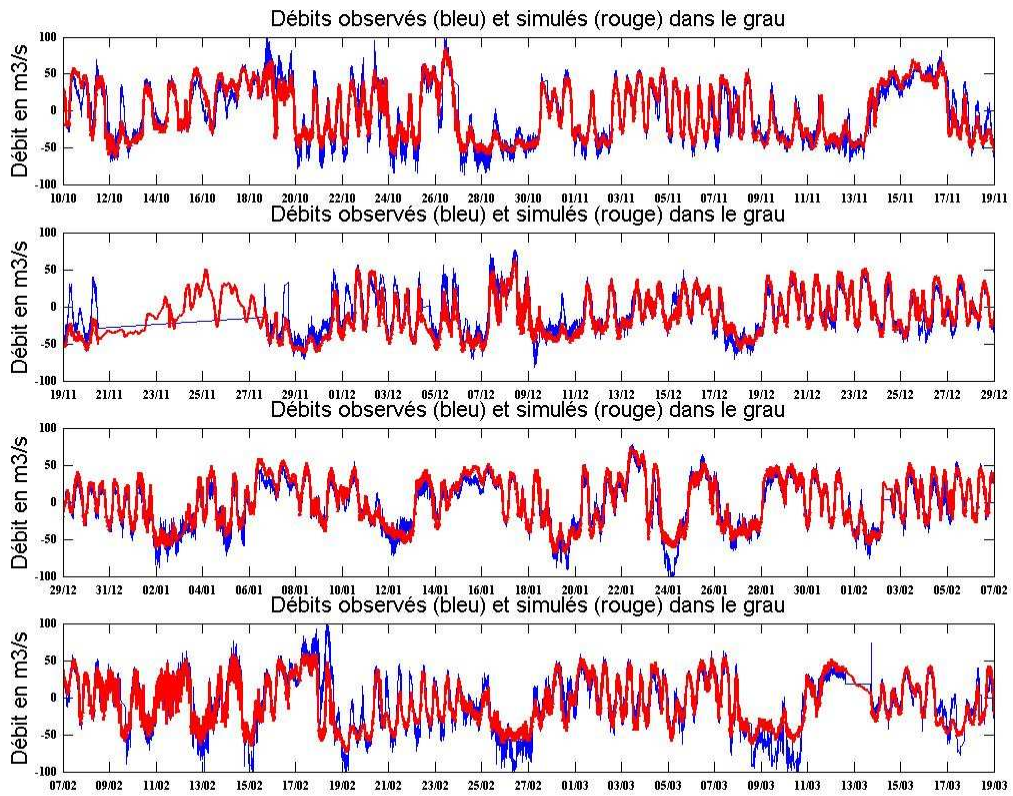 Débits observés (bleu) et simulés (rouge) dans le grau
Débit en m3/s
100
50
0
-50
-100
10/10 12/10 14/10 16/10 18/10 20/10 22/10 24/10 26/10 28/10 30/10 01/11 03/11 05/11 07/11 09/11 11/11 13/11 15/11 17/11 19/11
Débits observés (bleu) et simulés (rouge) dans le grau
Débit en m3/s
100
50
0
-50
-100
19/11 21/11 23/11 25/11 27/11 29/11 01/12 03/12 05/12 07/12 09/12 11/12 13/12 15/12 17/12 19/12 21/12 23/12 25/12 27/12 29/12
Débits observés (bleu) et simulés (rouge) dans le grau
Débit en m3/s
100
50
0
-50
-100
29/12 31/12 02/01 04/01 06/01 08/01 10/01 12/01 14/01 16/01 18/01 20/01 22/01 24/01 26/01 28/01 30/01 01/02 03/02 05/02 07/02
Débits observés (bleu) et simulés (rouge) dans le grau
Débit en m3/s
100
50
0
-50
-100
07/02 09/02 11/02 13/02 15/02 17/02 19/02 21/02 23/02 25/02 27/02 01/03 03/03 05/03 07/03 09/03 11/03 13/03 15/03 17/03 19/03